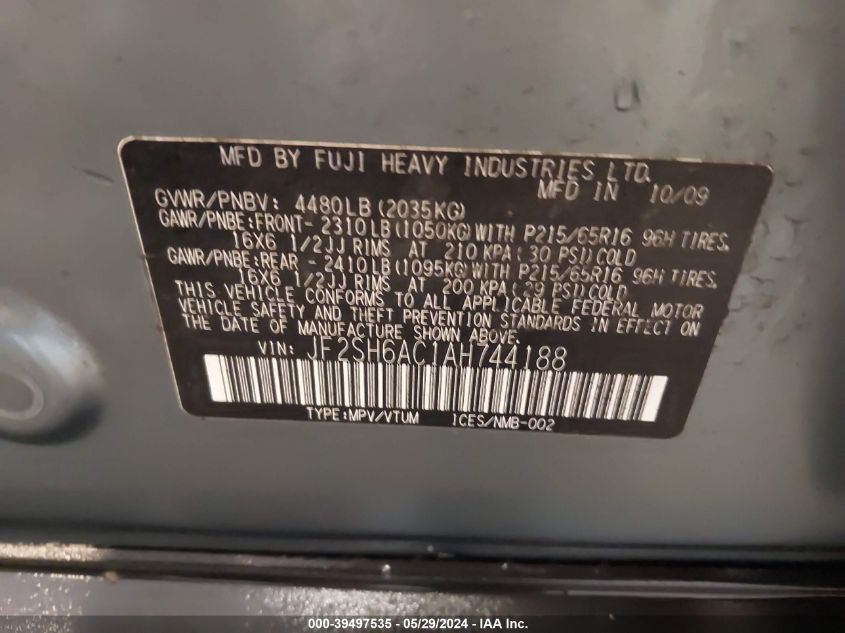 MFD BY FUJI HEAVY INDUSTRIES LTD.
MFD IN 10/09
GVWR/PNBV: 4480LB(2035KG)
GAWR/PNBE:FRONT- 2310LB(1050KG)WITH P215/65R16 96H TIRES.
16X6 1/2JJ RIMS AT 210 KPA( 30 PSI)COLD
GAWR/PNBE:REAR - 2410LB(1095KG)WITH P215/65R16 96H TIRES.
16X6 1/2JJ RIMS AT 200 KPA( 29 PSI)COLD.
THIS VEHICLE CONFORMS TO ALL APPLICABLE FEDERAL MOTOR
VEHICLE SAFETY AND THEFT PREVENTION STANDARDS IN EFFECT ON
THE DATE OF MANUFACTURE SHOWN ABOVE.
VIN: JF2SH6AC1AH744188
TYPE:MPV/VTUM ICES/NMB-002
000-39497535 - 05/29/2024 - IAA Inc.